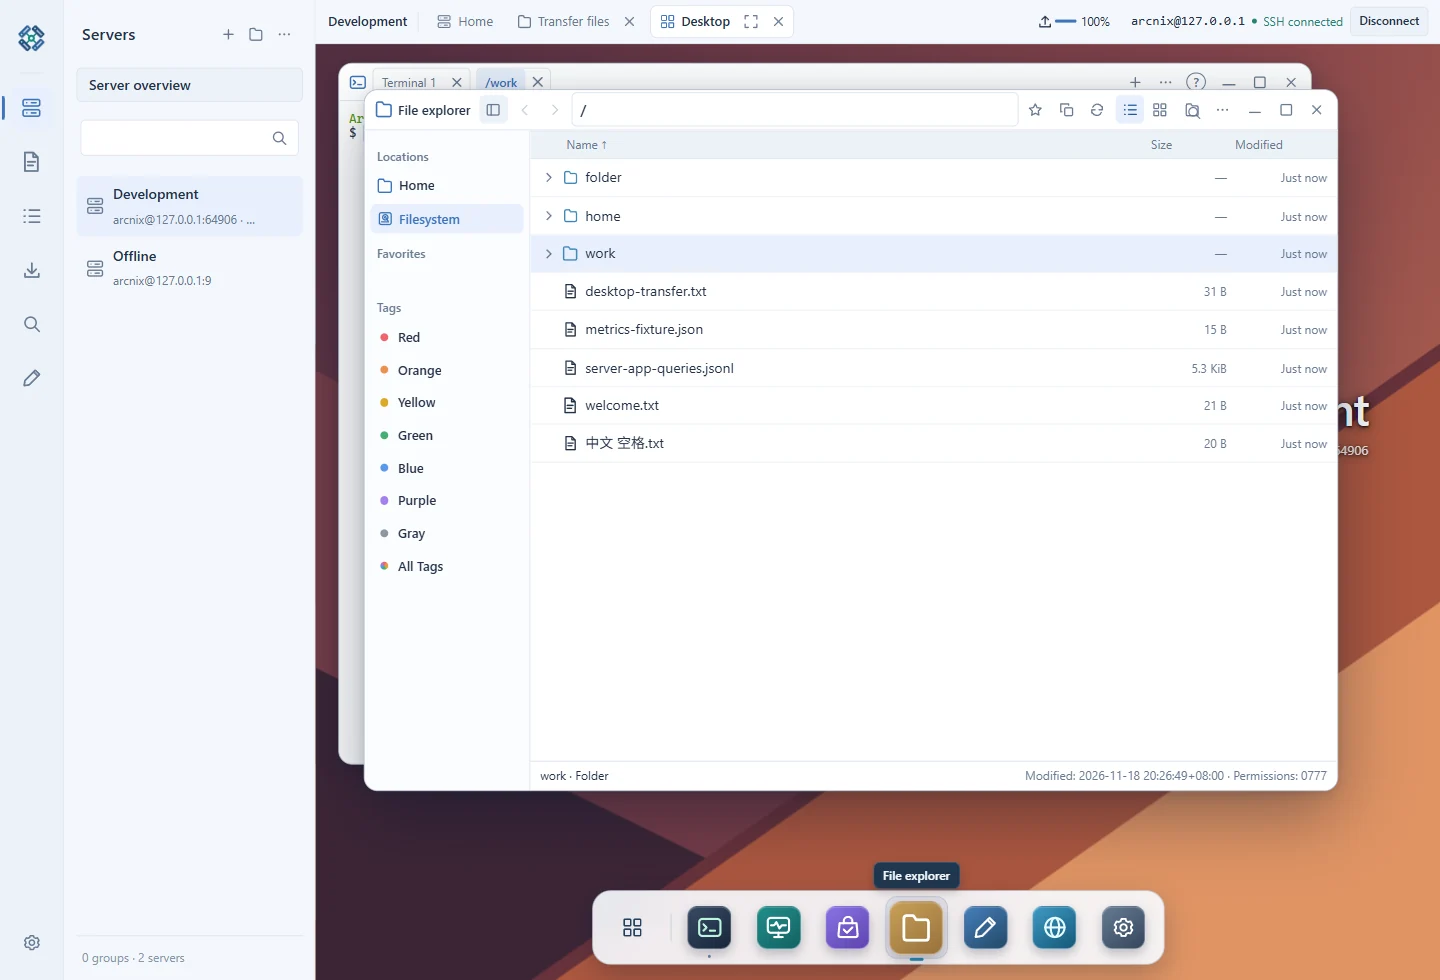 Servers
Server overview
Development
arcnix@127.0.0.1:64906 · ...
Offline
arcnix@127.0.0.1:9
0 groups · 2 servers
Development
Home
Transfer files
Desktop
100%
arcnix@127.0.0.1
SSH connected
Disconnect
Terminal 1
/work
?
Ar
$
File explorer
/
Locations
Home
Filesystem
Favorites
Tags
Red
Orange
Yellow
Green
Blue
Purple
Gray
All Tags
Name ↑ Size Modified
folder — Just now
home — Just now
work — Just now
desktop-transfer.txt 31 B Just now
metrics-fixture.json 15 B Just now
server-app-queries.jsonl 5.3 KiB Just now
welcome.txt 21 B Just now
中文 空格.txt 20 B Just now
work · Folder
Modified: 2026-11-18 20:26:49+08:00 · Permissions: 0777
nt
64906
File explorer